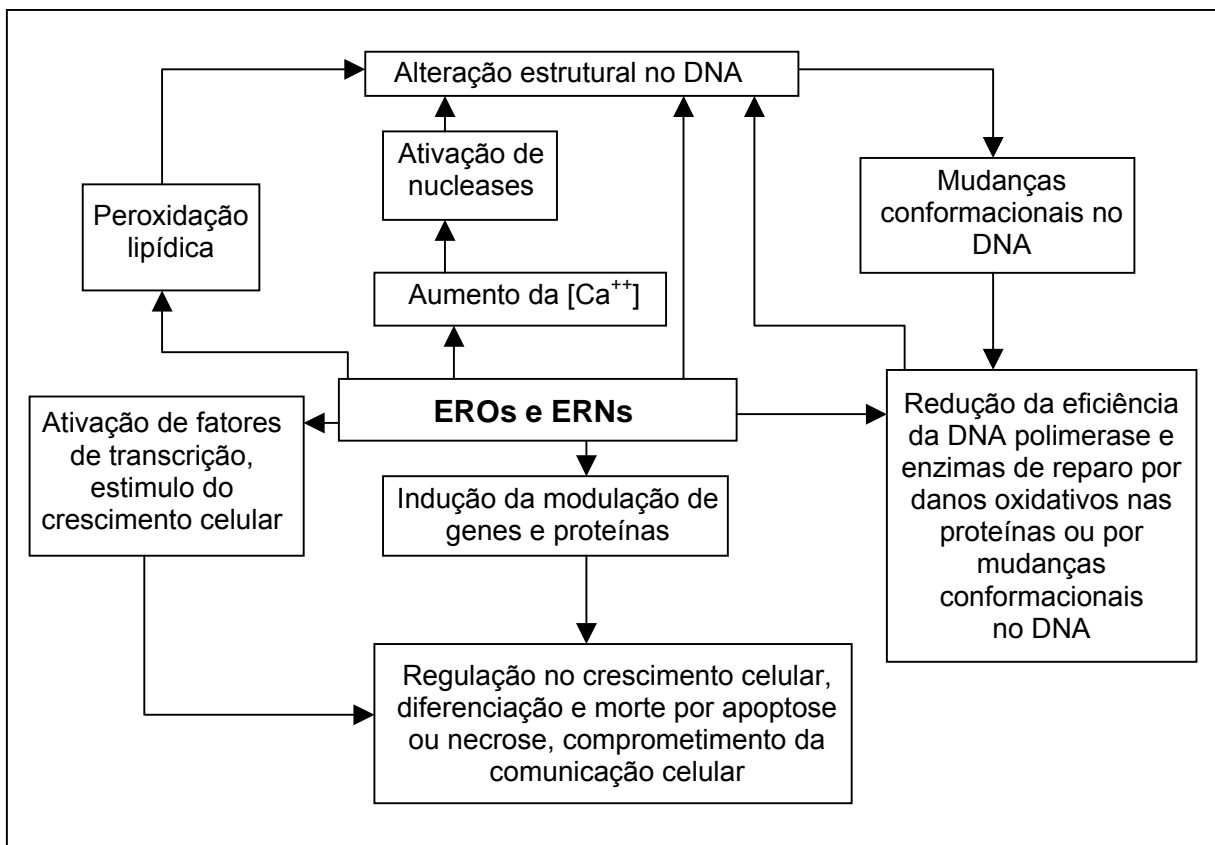 Alteração estrutural no DNA
Ativação de
nucleases
Mudanças
conformacionais no
DNA
Peroxidação
lipídica
Aumento da [Ca++]
EROs e ERNs
Redução da eficiência
da DNA polimerase e
enzimas de reparo por
danos oxidativos nas
proteínas ou por
mudanças
conformacionais
no DNA
Ativação de fatores
de transcrição,
estimulo do
crescimento celular
Indução da modulação de
genes e proteínas
Regulação no crescimento celular,
diferenciação e morte por apoptose
ou necrose, comprometimento da
comunicação celular